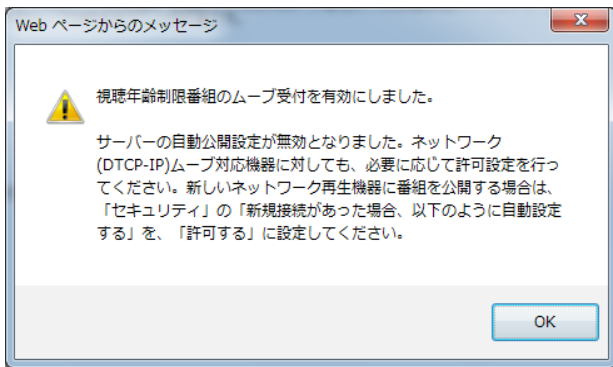 Web ページからのメッセージ
視聴年齢制限番組のムーブ受付を有効にしました。
サーバーの自動公開設定が無効となりました。ネットワーク
(DTCP-IP)ムーブ対応機器に対しても、必要に応じて許可設定を行っ
てください。新しいネットワーク再生機器に番組を公開する場合は、
「セキュリティ」の「新規接続があった場合、以下のように自動設定
する」を、「許可する」に設定してください。
OK